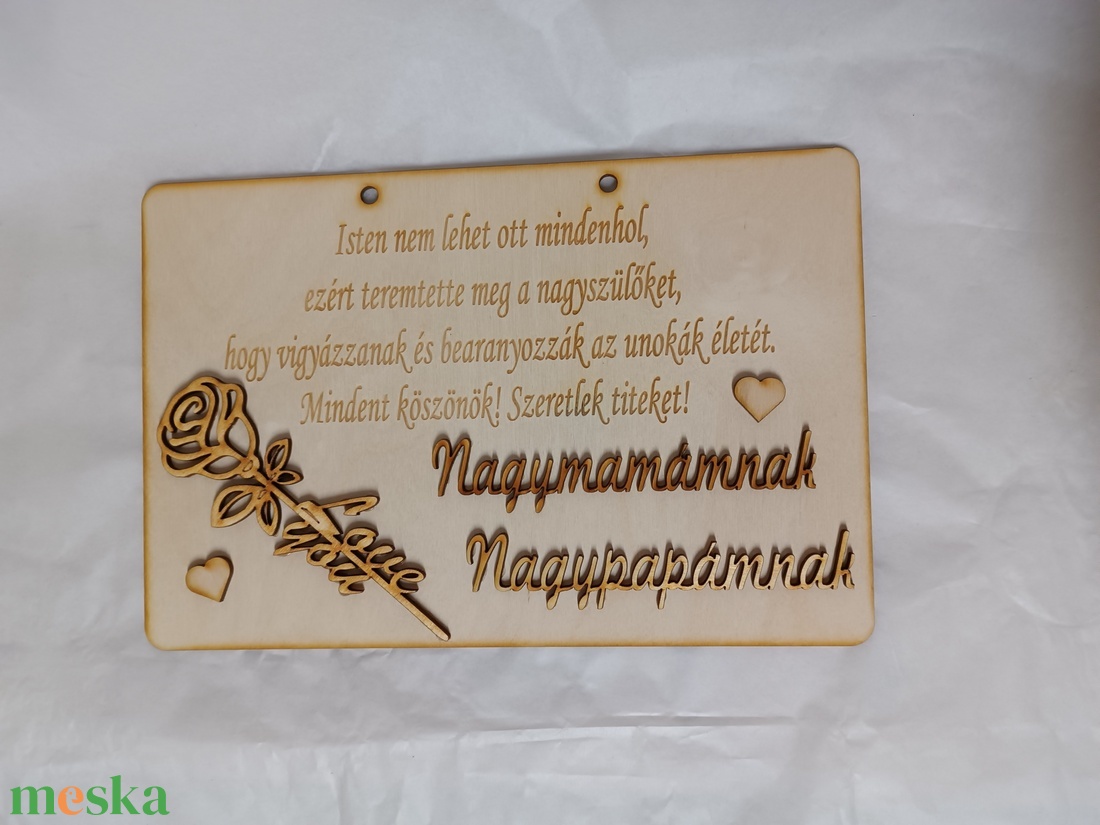 Isten nem lehet ott mindenhol,
ezért teremtette meg a nagyszülőket,
hogy vigyázzanak és bearanyozzák az unokák életét.
Mindent köszönök! Szeretlek titeket!
Nagymamámnak
Love
you
Nagypapámnak
meska